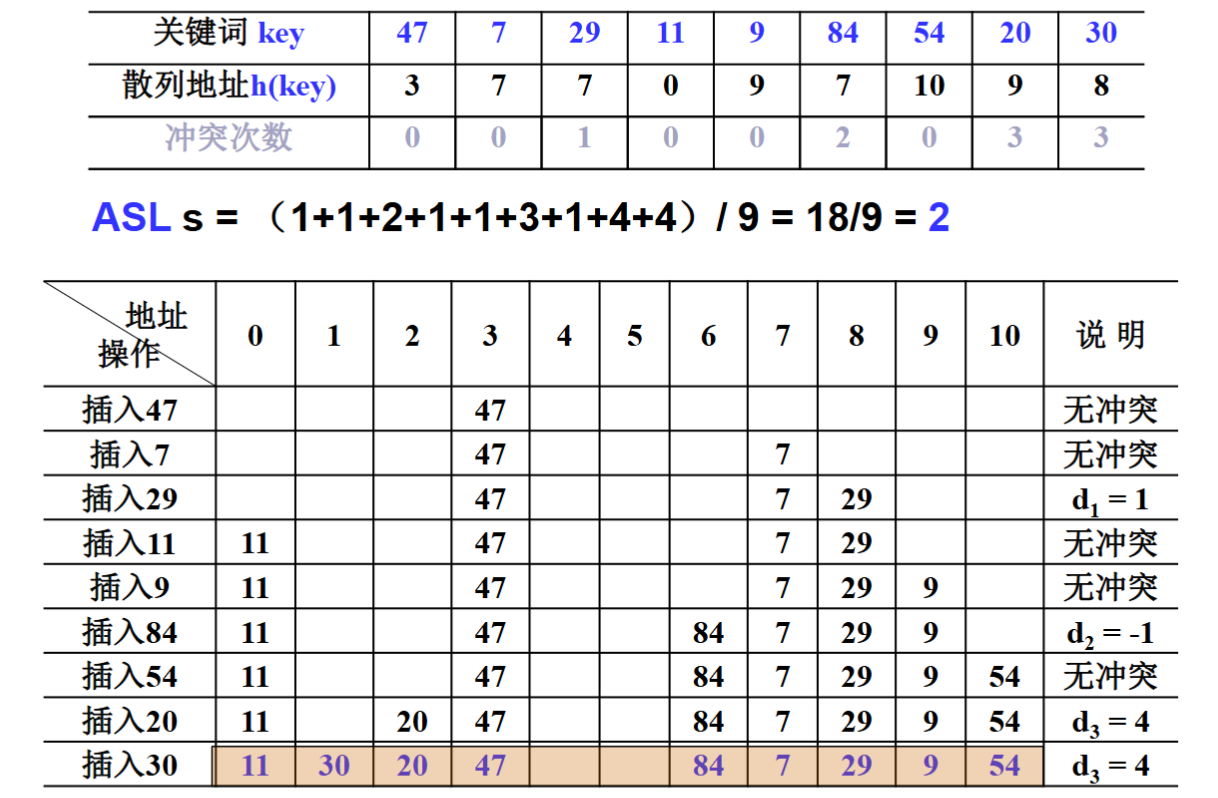 关键词 key 47 7 29 11 9 84 54 20 30
散列地址h(key) 3 7 7 0 9 7 10 9 8
冲突次数 0 0 1 0 0 2 0 3 3
ASL s = （1+1+2+1+1+3+1+4+4）/ 9 = 18/9 = 2
地址
操作
0 1 2 3 4 5 6 7 8 9 10 说 明
插入47 47 无冲突
插入7 47 7 无冲突
插入29 47 7 29 d₁ = 1
插入11 11 47 7 29 无冲突
插入9 11 47 7 29 9 无冲突
插入84 11 47 84 7 29 9 d₂ = -1
插入54 11 47 84 7 29 9 54 无冲突
插入20 11 20 47 84 7 29 9 54 d₃ = 4
插入30 11 30 20 47 84 7 29 9 54 d₃ = 4